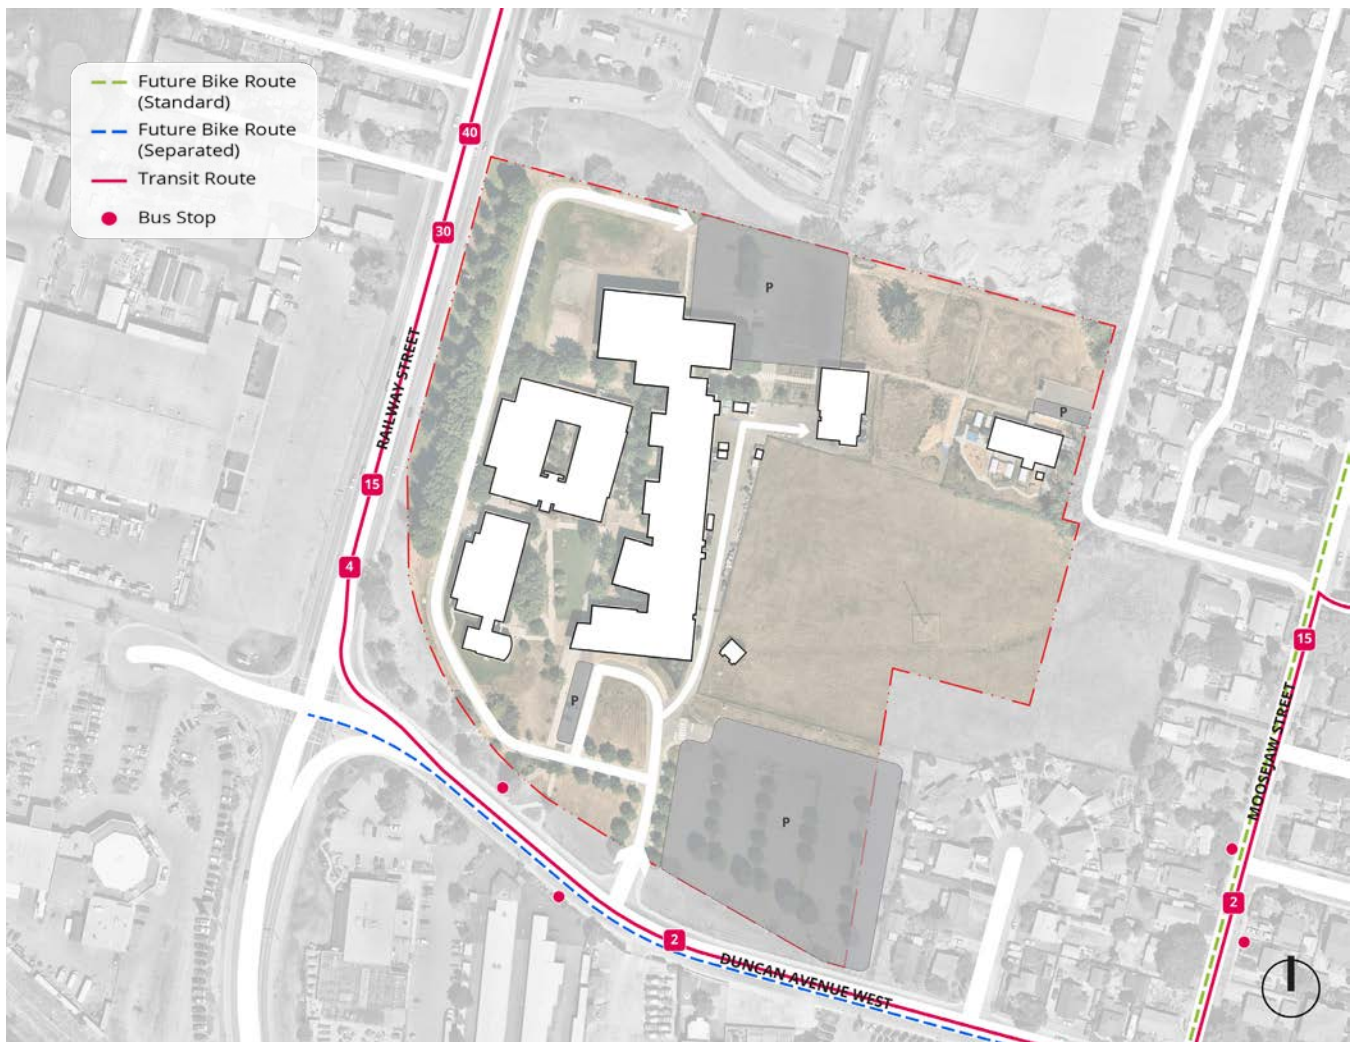 Future Bike Route
(Standard)
Future Bike Route
(Separated)
Transit Route
Bus Stop
40
30
RAILWAY STREET
15
4
P
P
P
P
2
DUNCAN AVENUE WEST
15
MOOSEJAW STREET
2